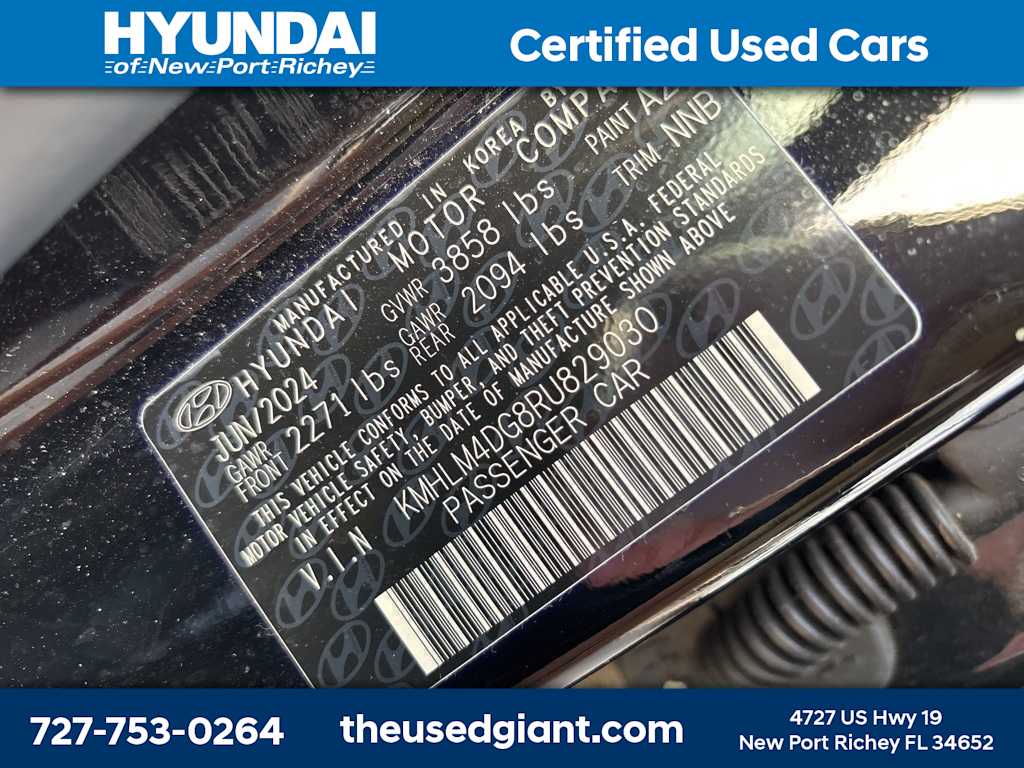 HYUNDAI
of New Port Richey
Certified Used Cars
MANUFACTURED IN KOREA BY
HYUNDAI MOTOR COMPA
JUN/2024 GVWR 3858 lbs PAINT A2
GAWR FRONT 2271 lbs GAWR REAR 2094 lbs TRIM NNB
THIS VEHICLE CONFORMS TO ALL APPLICABLE U.S.A. FEDERAL
MOTOR VEHICLE SAFETY, BUMPER AND THEFT PREVENTION STANDARDS
IN EFFECT ON THE DATE OF MANUFACTURE SHOWN ABOVE
V.I.N KMHLM4DG8RU829030
PASSENGER CAR
727-753-0264
theusedgiant.com
4727 US Hwy 19
New Port Richey FL 34652